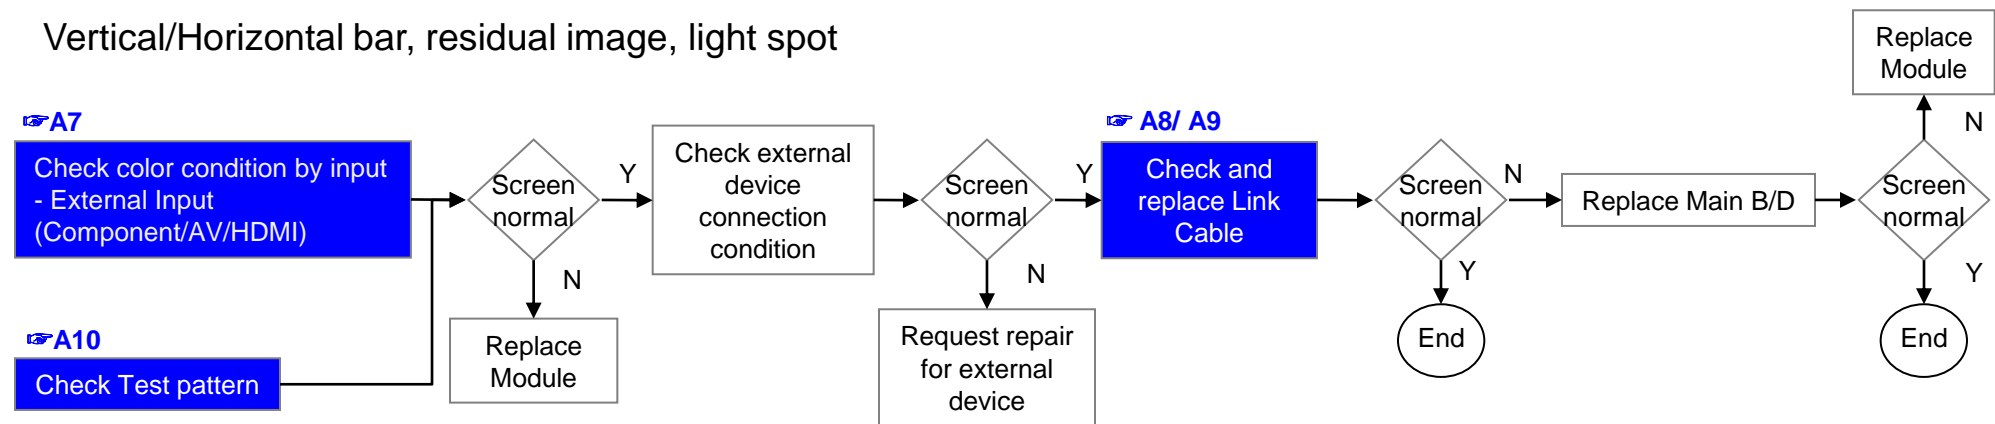 Vertical/Horizontal bar, residual image, light spot
☞A7
Check color condition by input
- External Input
(Component/AV/HDMI)
☞A10
Check Test pattern
Screen
normal
Y
N
Replace
Module
Check external
device
connection
condition
Screen
normal
Y
N
Request repair
for external
device
☞ A8/ A9
Check and
replace Link
Cable
Screen
normal
N
Y
End
Replace Main B/D
Screen
normal
N
Replace
Module
Y
End